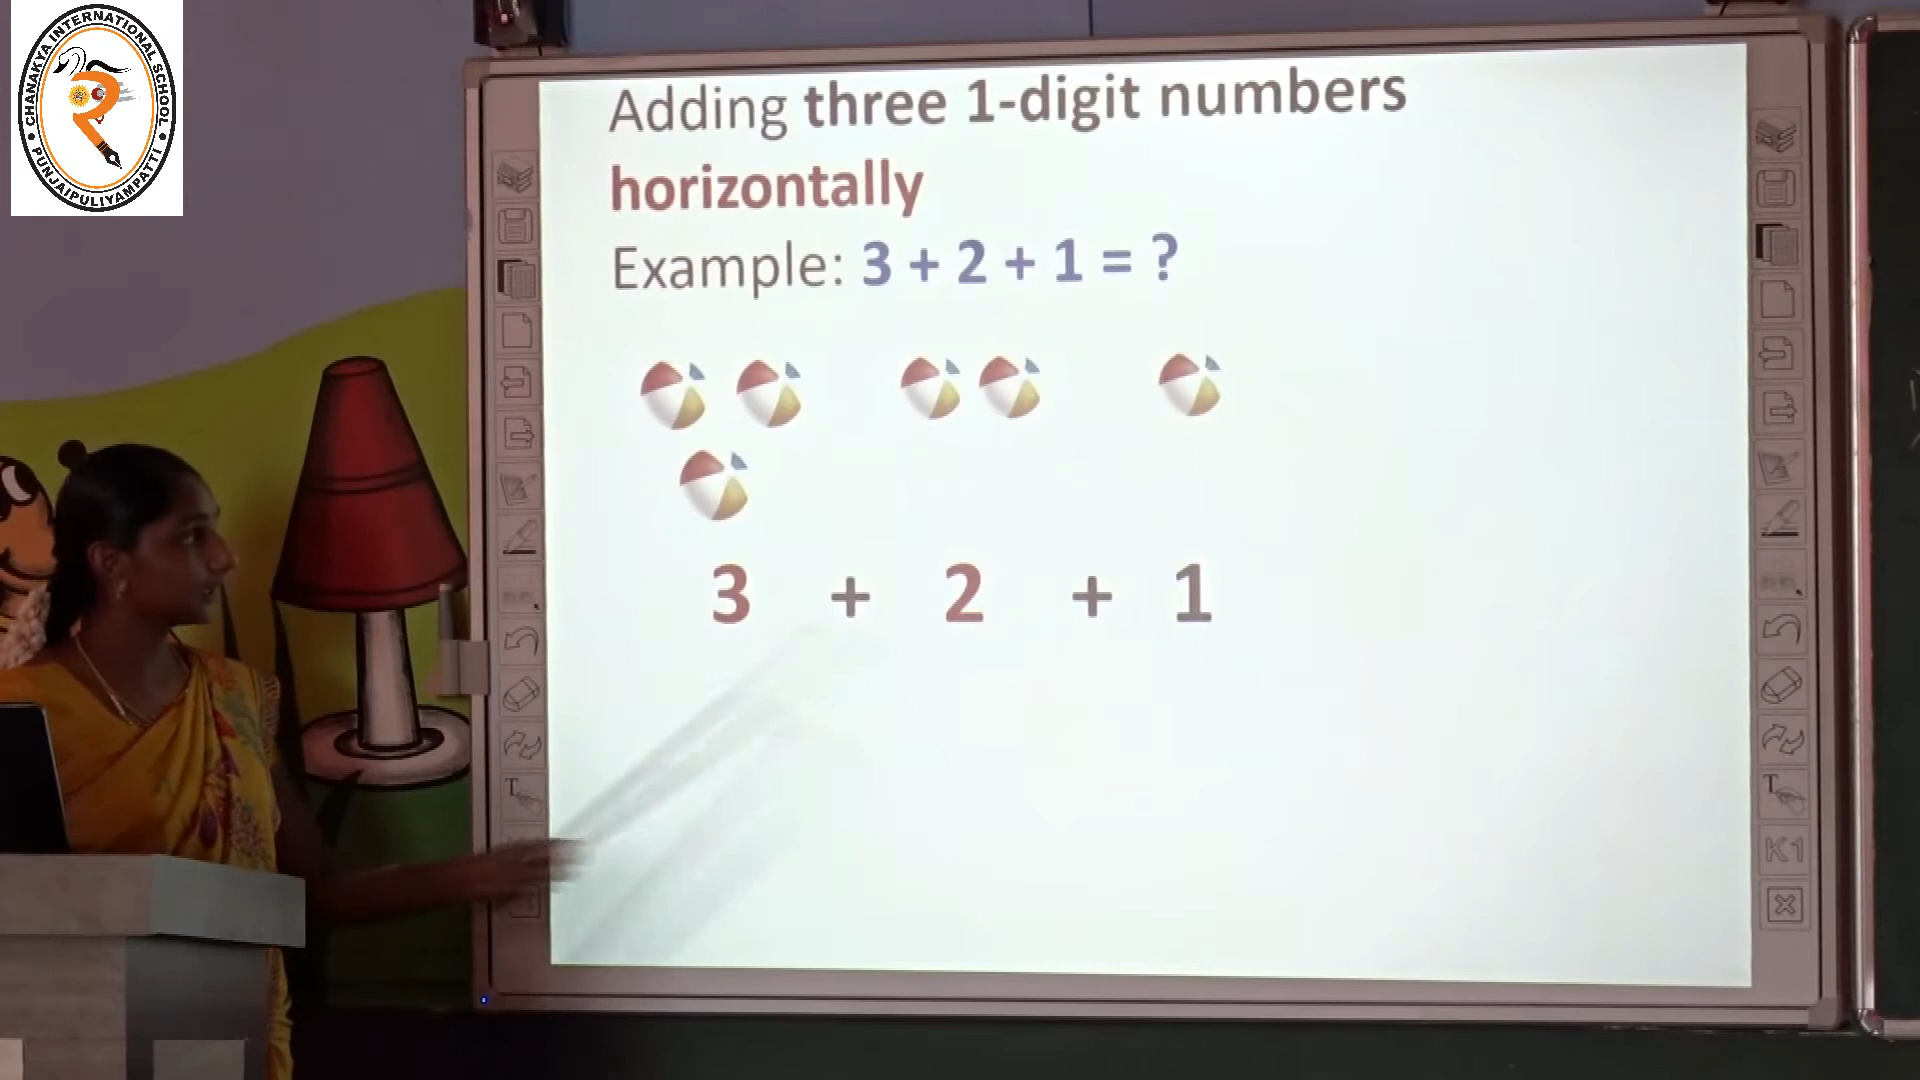 CHANAKYA INTERNATIONAL SCHOOL
• PUNJAIPULIYAMPATTI •
Adding three 1-digit numbers
horizontally
Example: 3 + 2 + 1 = ?
3 + 2 + 1
T
T
K1